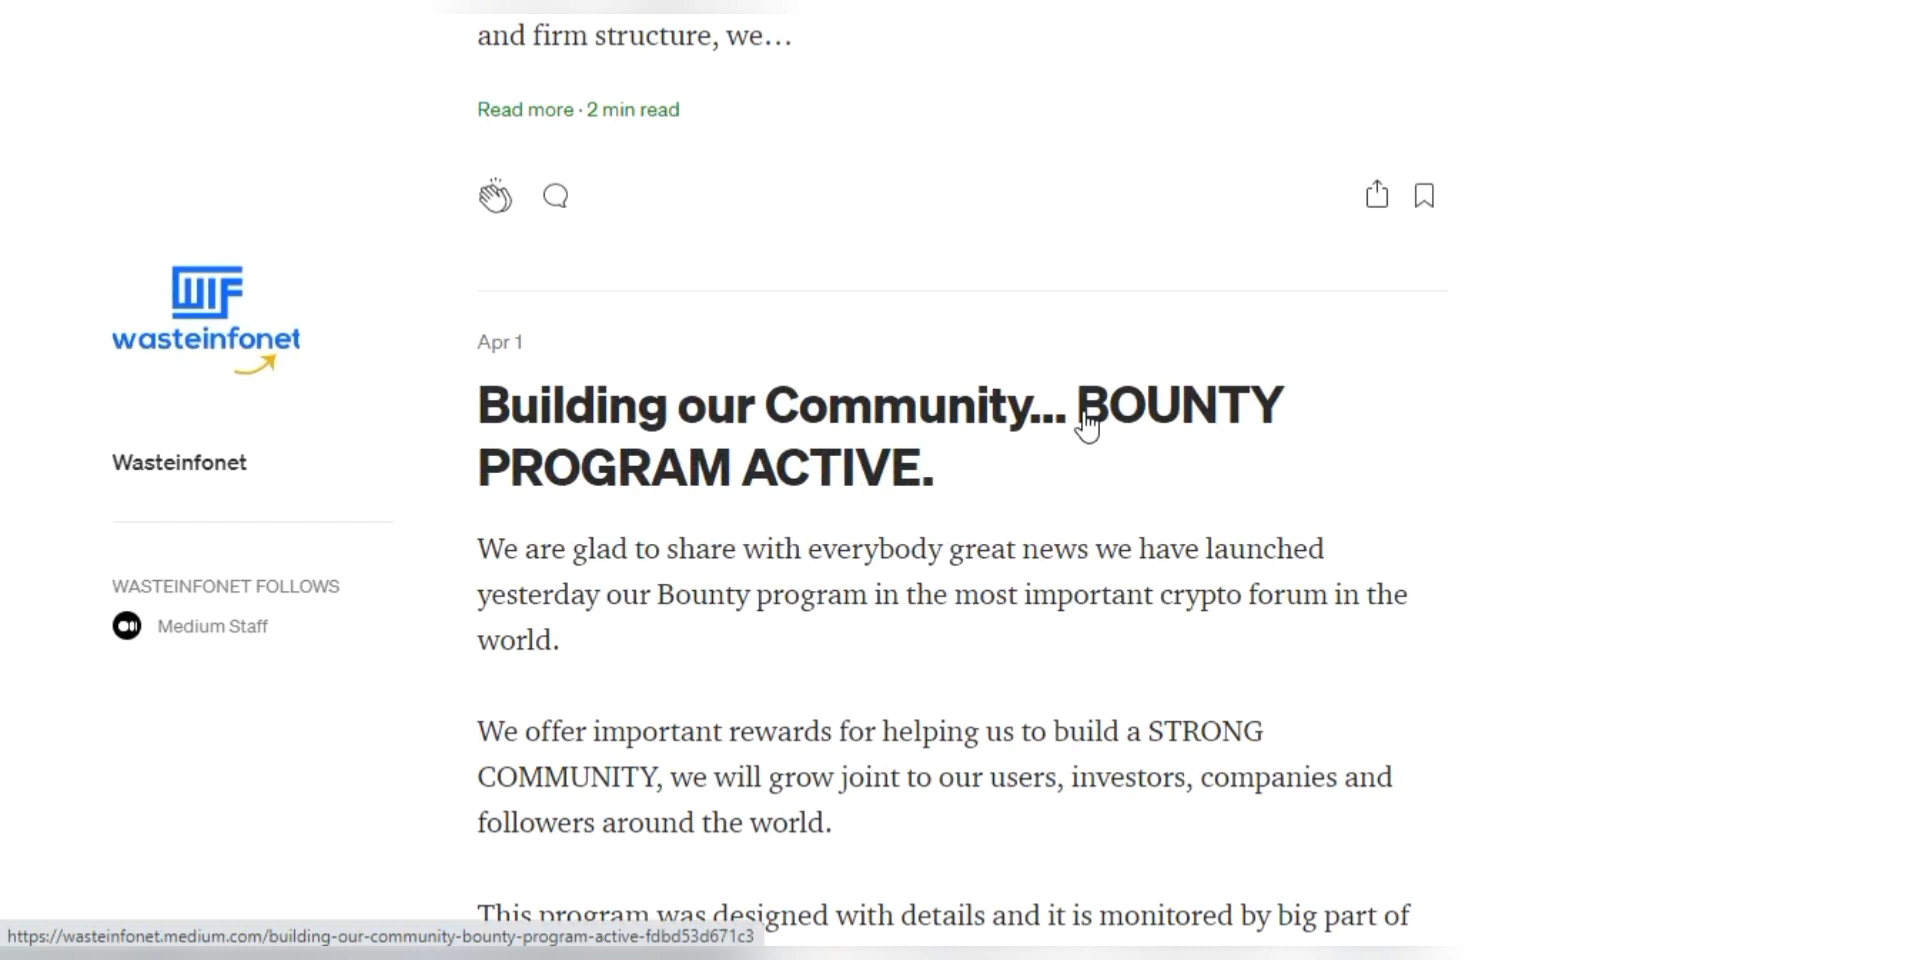 and firm structure, we...
Read more · 2 min read
WIF
wasteinfonet
Wasteinfonet
WASTEINFONET FOLLOWS
Medium Staff
Apr 1
Building our Community... BOUNTY
PROGRAM ACTIVE.
We are glad to share with everybody great news we have launched
yesterday our Bounty program in the most important crypto forum in the
world.
We offer important rewards for helping us to build a STRONG
COMMUNITY, we will grow joint to our users, investors, companies and
followers around the world.
This program was designed with details and it is monitored by big part of
https://wasteinfonet.medium.com/building-our-community-bounty-program-active-fdbd53d671c3